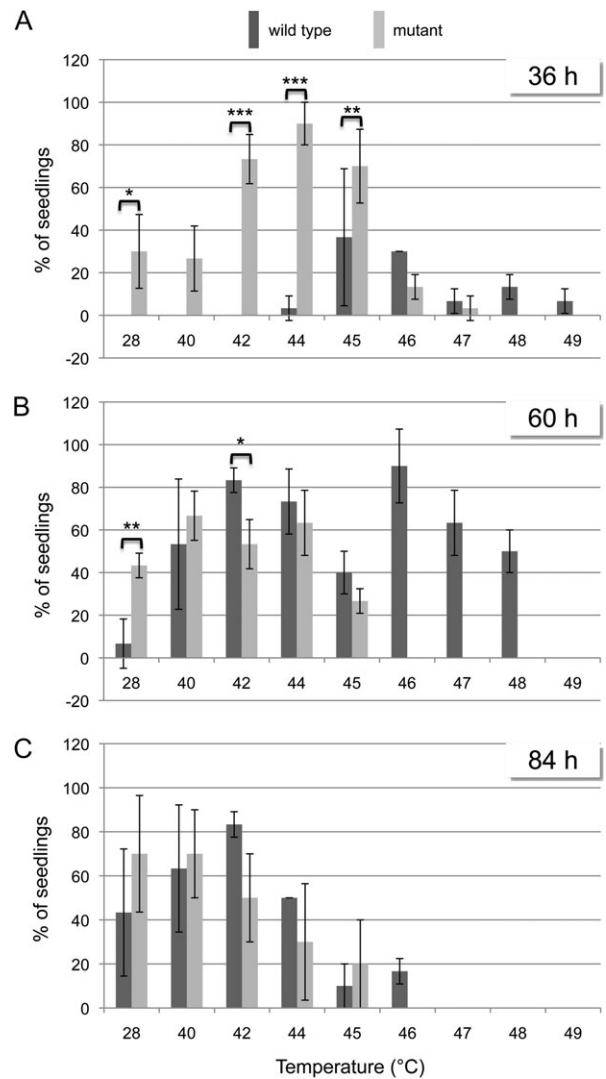 A
wild type mutant
36 h
120
100
80
60
40
20
0
-20
% of seedlings
* *** *** **
28 40 42 44 45 46 47 48 49
B
60 h
120
100
80
60
40
20
0
-20
% of seedlings
** *
28 40 42 44 45 46 47 48 49
C
84 h
120
100
80
60
40
20
0
% of seedlings
28 40 42 44 45 46 47 48 49
Temperature (°C)